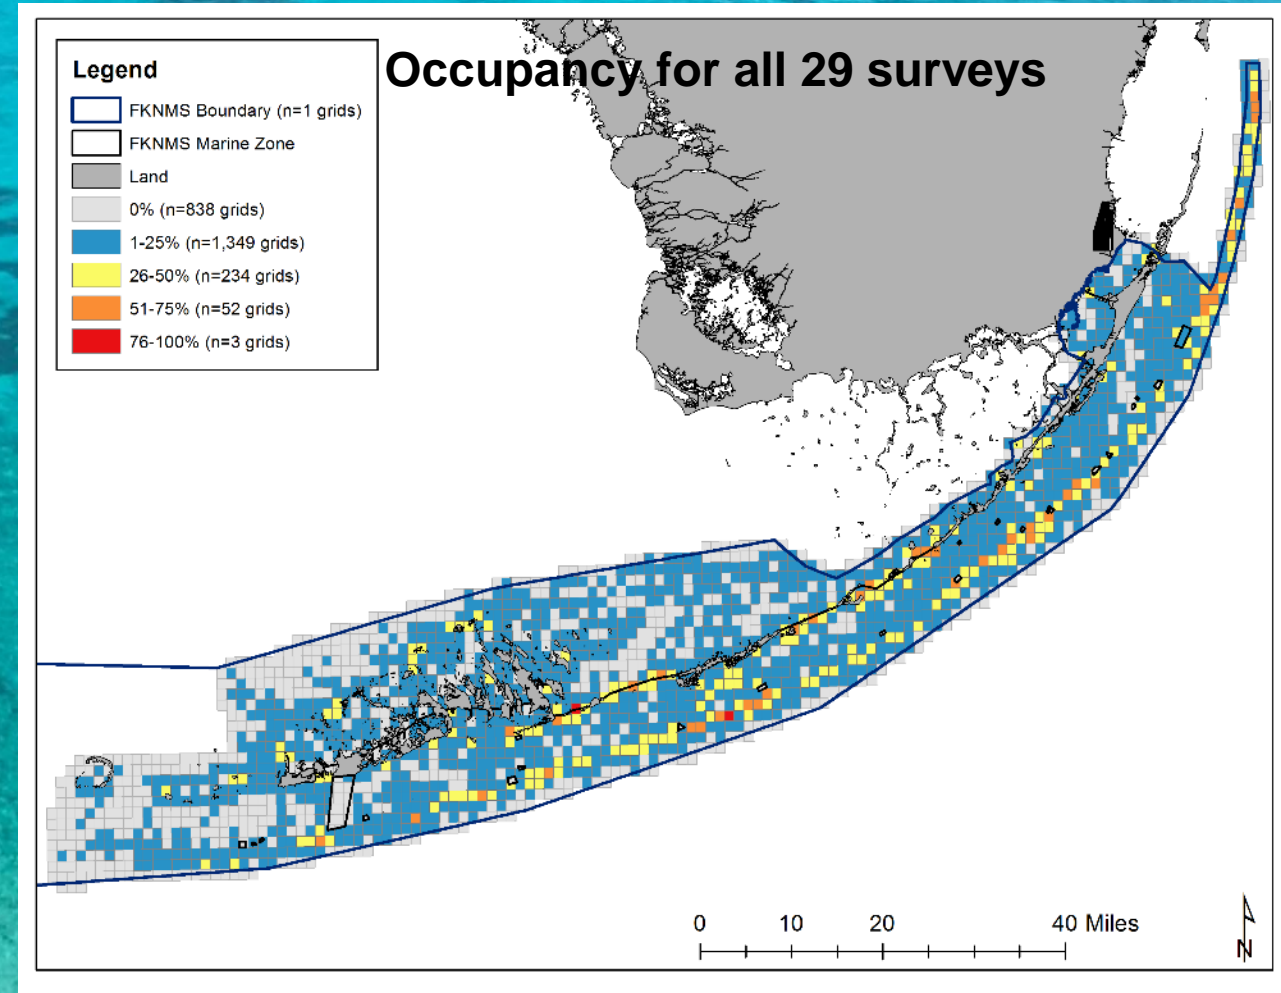 Occupancy for all 29 surveys
Legend
FKNMS Boundary (n=1 grids)
FKNMS Marine Zone
Land
0% (n=838 grids)
1-25% (n=1,349 grids)
26-50% (n=234 grids)
51-75% (n=52 grids)
76-100% (n=3 grids)
0 10 20 40 Miles
N